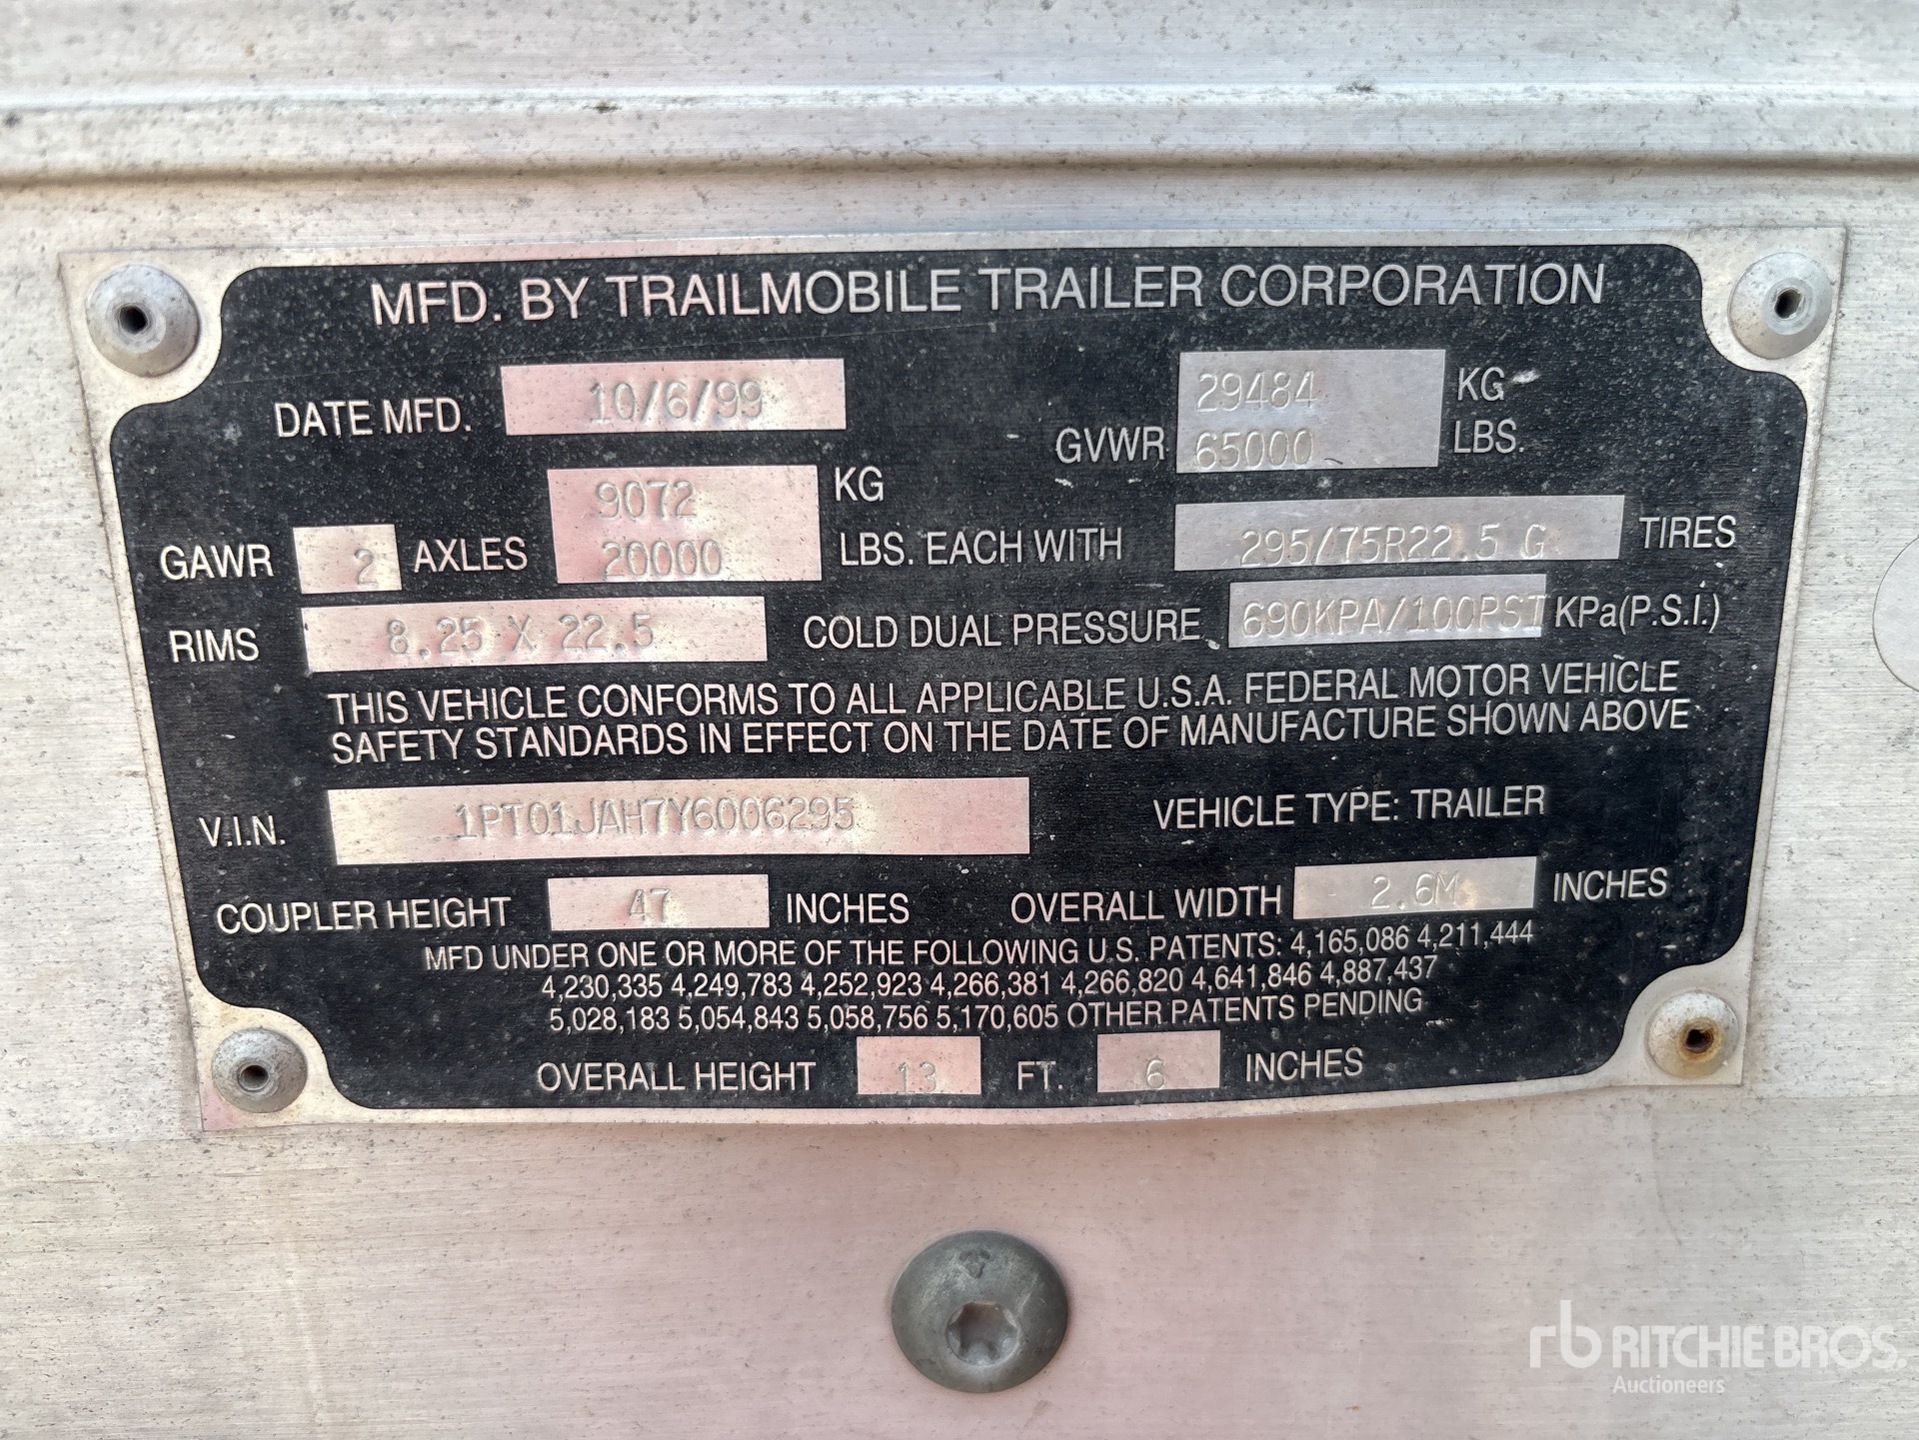 MFD. BY TRAILMOBILE TRAILER CORPORATION
DATE MFD. 10/6/99
GVWR 29484 KG
65000 LBS.
9072 KG
GAWR 2 AXLES 20000 LBS. EACH WITH 295/75R22.5 G TIRES
RIMS 8.25 X 22.5 COLD DUAL PRESSURE 690KPA/100PSI KPa(P.S.I.)
THIS VEHICLE CONFORMS TO ALL APPLICABLE U.S.A. FEDERAL MOTOR VEHICLE
SAFETY STANDARDS IN EFFECT ON THE DATE OF MANUFACTURE SHOWN ABOVE
V.I.N. 1PT01JAH7Y6006295 VEHICLE TYPE: TRAILER
COUPLER HEIGHT 47 INCHES OVERALL WIDTH 2.6M INCHES
MFD UNDER ONE OR MORE OF THE FOLLOWING U.S. PATENTS: 4,165,086 4,211,444
4,230,335 4,249,783 4,252,923 4,266,381 4,266,820 4,641,846 4,887,437
5,028,183 5,054,843 5,058,756 5,170,605 OTHER PATENTS PENDING
OVERALL HEIGHT 13 FT. 6 INCHES
rb RITCHIE BROS.
Auctioneers